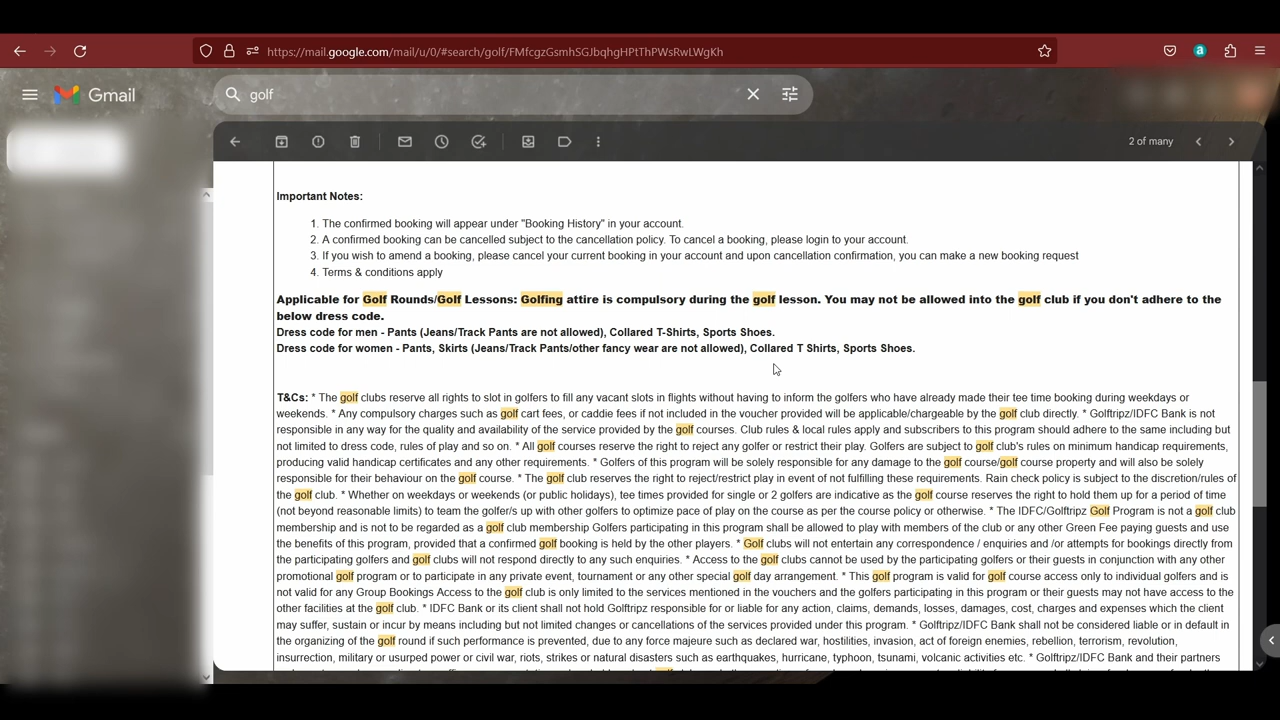 https://mail.google.com/mail/u/0/#search/golf/FMfcgzGsmhSGJbqhgHPtThPWsRwLWgKh
a
Gmail
golf
2 of many
Important Notes:
1. The confirmed booking will appear under "Booking History" in your account.
2. A confirmed booking can be cancelled subject to the cancellation policy. To cancel a booking, please login to your account.
3. If you wish to amend a booking, please cancel your current booking in your account and upon cancellation confirmation, you can make a new booking request
4. Terms & conditions apply
Applicable for Golf Rounds/Golf Lessons: Golfing attire is compulsory during the golf lesson. You may not be allowed into the golf club if you don't adhere to the
below dress code.
Dress code for men - Pants (Jeans/Track Pants are not allowed), Collared T-Shirts, Sports Shoes.
Dress code for women - Pants, Skirts (Jeans/Track Pants/other fancy wear are not allowed), Collared T Shirts, Sports Shoes.
T&Cs: * The golf clubs reserve all rights to slot in golfers to fill any vacant slots in flights without having to inform the golfers who have already made their tee time booking during weekdays or
weekends. * Any compulsory charges such as golf cart fees, or caddie fees if not included in the voucher provided will be applicable/chargeable by the golf club directly. * Golftripz/IDFC Bank is not
responsible in any way for the quality and availability of the service provided by the golf courses. Club rules & local rules apply and subscribers to this program should adhere to the same including but
not limited to dress code, rules of play and so on. * All golf courses reserve the right to reject any golfer or restrict their play. Golfers are subject to golf club's rules on minimum handicap requirements,
producing valid handicap certificates and any other requirements. * Golfers of this program will be solely responsible for any damage to the golf course/golf course property and will also be solely
responsible for their behaviour on the golf course. * The golf club reserves the right to reject/restrict play in event of not fulfilling these requirements. Rain check policy is subject to the discretion/rules of
the golf club. * Whether on weekdays or weekends (or public holidays), tee times provided for single or 2 golfers are indicative as the golf course reserves the right to hold them up for a period of time
(not beyond reasonable limits) to team the golfer/s up with other golfers to optimize pace of play on the course as per the course policy or otherwise. * The IDFC/Golftripz Golf Program is not a golf
club membership and is not to be regarded as a golf club membership Golfers participating in this program shall be allowed to play with members of the club or any other Green Fee paying guests and use
the benefits of this program, provided that a confirmed golf booking is held by the other players. * Golf clubs will not entertain any correspondence / enquiries and /or attempts for bookings directly from
the participating golfers and golf clubs will not respond directly to any such enquiries. * Access to the golf clubs cannot be used by the participating golfers or their guests in conjunction with any other
promotional golf program or to participate in any private event, tournament or any other special golf day arrangement. * This golf program is valid for golf course access only to individual golfers and is
not valid for any Group Bookings Access to the golf club is only limited to the services mentioned in the vouchers and the golfers participating in this program or their guests may not have access to the
other facilities at the golf club. * IDFC Bank or its client shall not hold Golftripz responsible for or liable for any action, claims, demands, losses, damages, cost, charges and expenses which the client
may suffer, sustain or incur by means including but not limited changes or cancellations of the services provided under this program. * Golftripz/IDFC Bank shall not be considered liable or in default in
the organizing of the golf round if such performance is prevented, due to any force majeure such as declared war, hostilities, invasion, act of foreign enemies, rebellion, terrorism, revolution,
insurrection, military or usurped power or civil war, riots, strikes or natural disasters such as earthquakes, hurricane, typhoon, tsunami, volcanic activities etc. * Golftripz/IDFC Bank and their partners